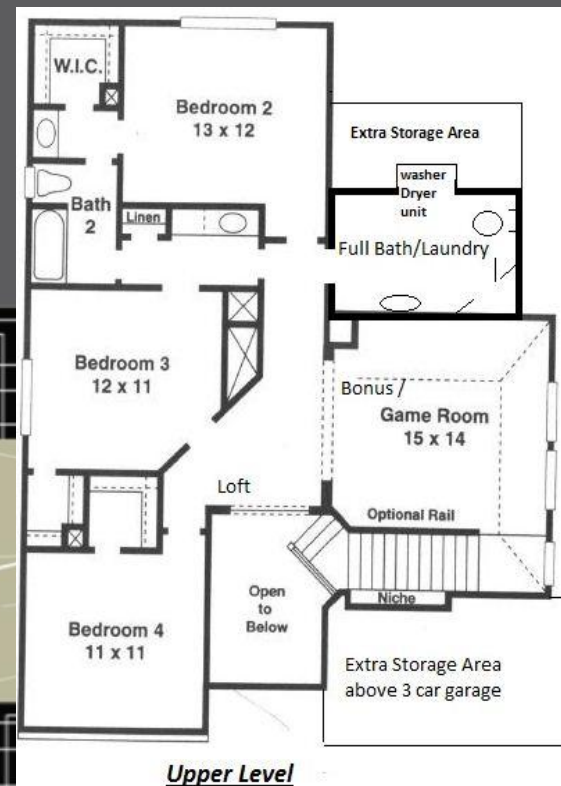 W.I.C.
Bedroom 2
13 x 12
Extra Storage Area
washer
Dryer
unit
Bath
2
Linen
Full Bath/Laundry
Bedroom 3
12 x 11
Bonus /
Game Room
15 x 14
Loft
Optional Rail
Open
to
Below
Niche
Bedroom 4
11 x 11
Extra Storage Area
above 3 car garage
Upper Level